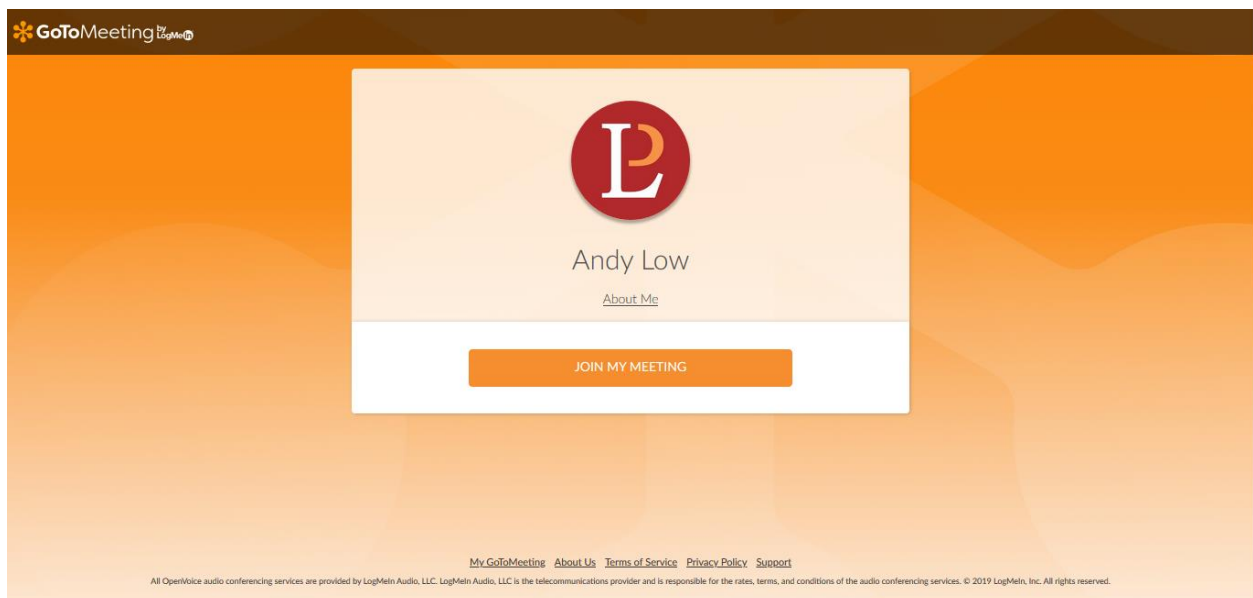 GoToMeeting by LogMeIn
LP
Andy Low
About Me
JOIN MY MEETING
My GoToMeeting About Us Terms of Service Privacy Policy Support
All OpenVoice audio conferencing services are provided by LogMeIn Audio, LLC. LogMeIn Audio, LLC is the telecommunications provider and is responsible for the rates, terms, and conditions of the audio conferencing services. © 2019 LogMeIn, Inc. All rights reserved.